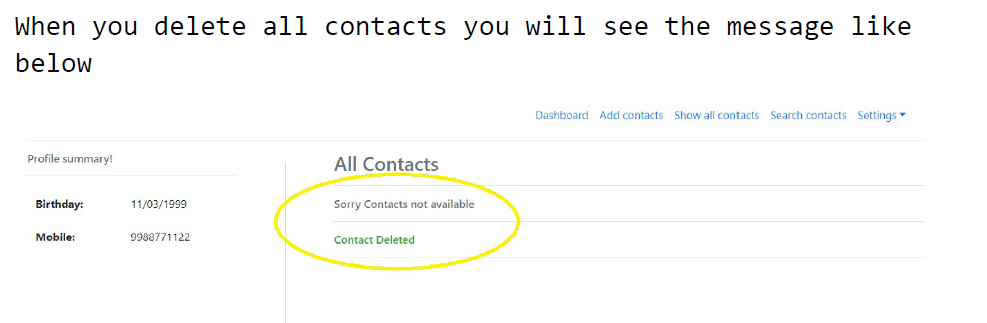 When you delete all contacts you will see the message like
below
Dashboard Add contacts Show all contacts Search contacts Settings
Profile summary!
All Contacts
Birthday: 11/03/1999
Sorry Contacts not available
Mobile: 9988771122
Contact Deleted